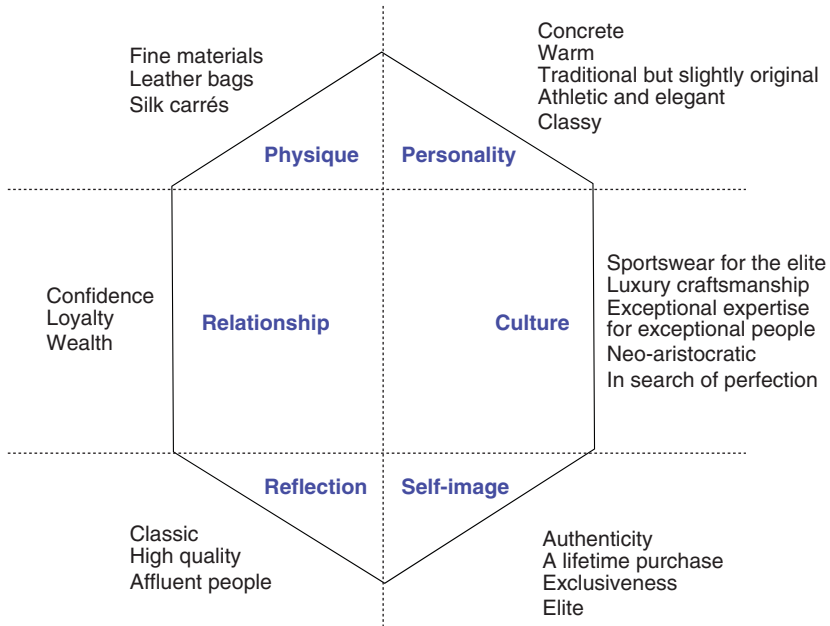 Fine materials
Leather bags
Silk carrés
Concrete
Warm
Traditional but slightly original
Athletic and elegant
Classy
Physique
Personality
Confidence
Loyalty
Wealth
Relationship
Culture
Sportswear for the elite
Luxury craftsmanship
Exceptional expertise
for exceptional people
Neo-aristocratic
In search of perfection
Reflection
Self-image
Classic
High quality
Affluent people
Authenticity
A lifetime purchase
Exclusiveness
Elite